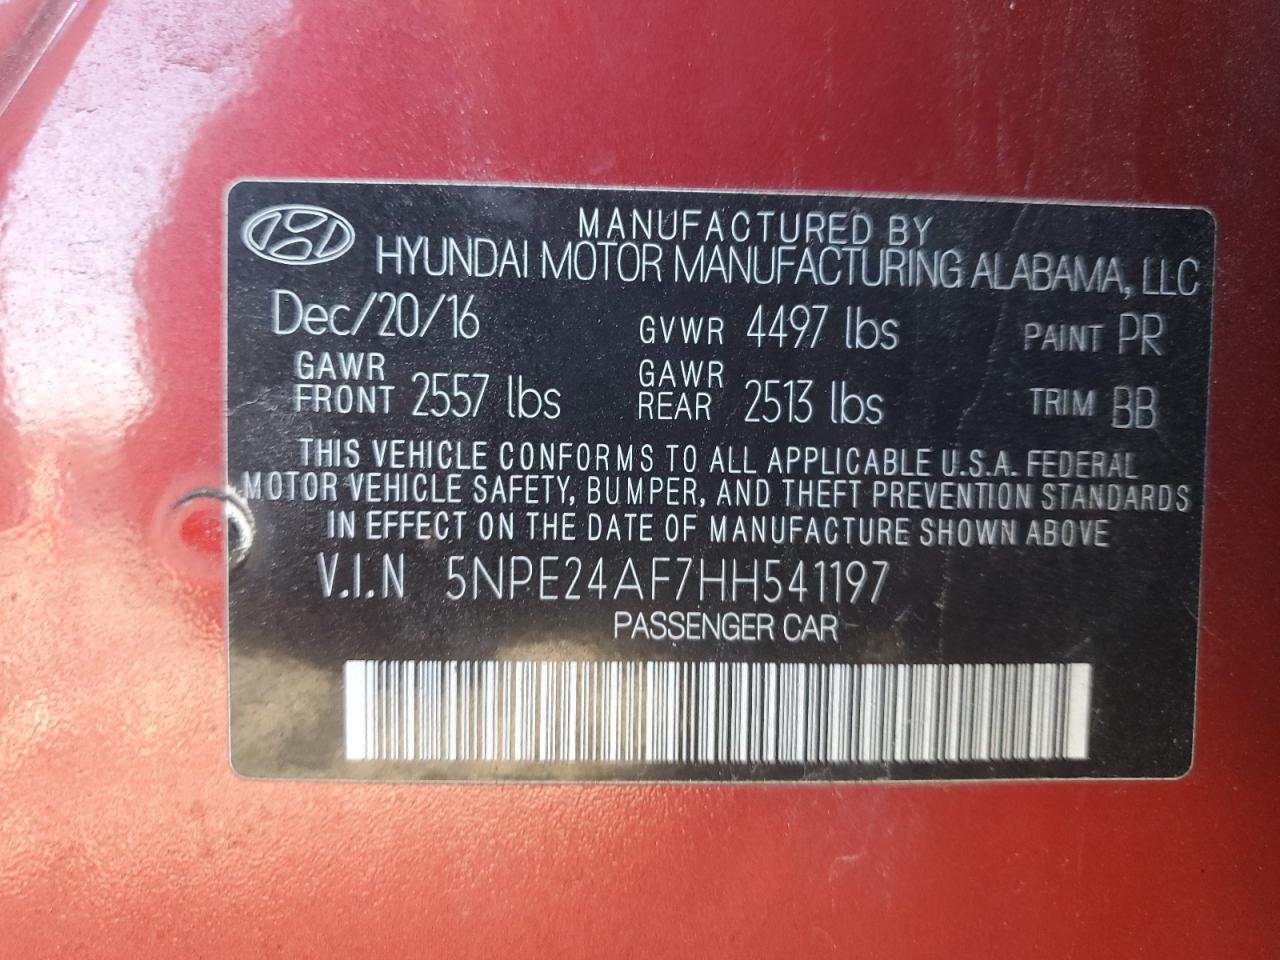 MANUFACTURED BY
HYUNDAI MOTOR MANUFACTURING ALABAMA, LLC
Dec/20/16 GVWR 4497 lbs PAINT PR
GAWR FRONT 2557 lbs GAWR REAR 2513 lbs TRIM BB
THIS VEHICLE CONFORMS TO ALL APPLICABLE U.S.A. FEDERAL
MOTOR VEHICLE SAFETY, BUMPER, AND THEFT PREVENTION STANDARDS
IN EFFECT ON THE DATE OF MANUFACTURE SHOWN ABOVE
V.I.N 5NPE24AF7HH541197
PASSENGER CAR